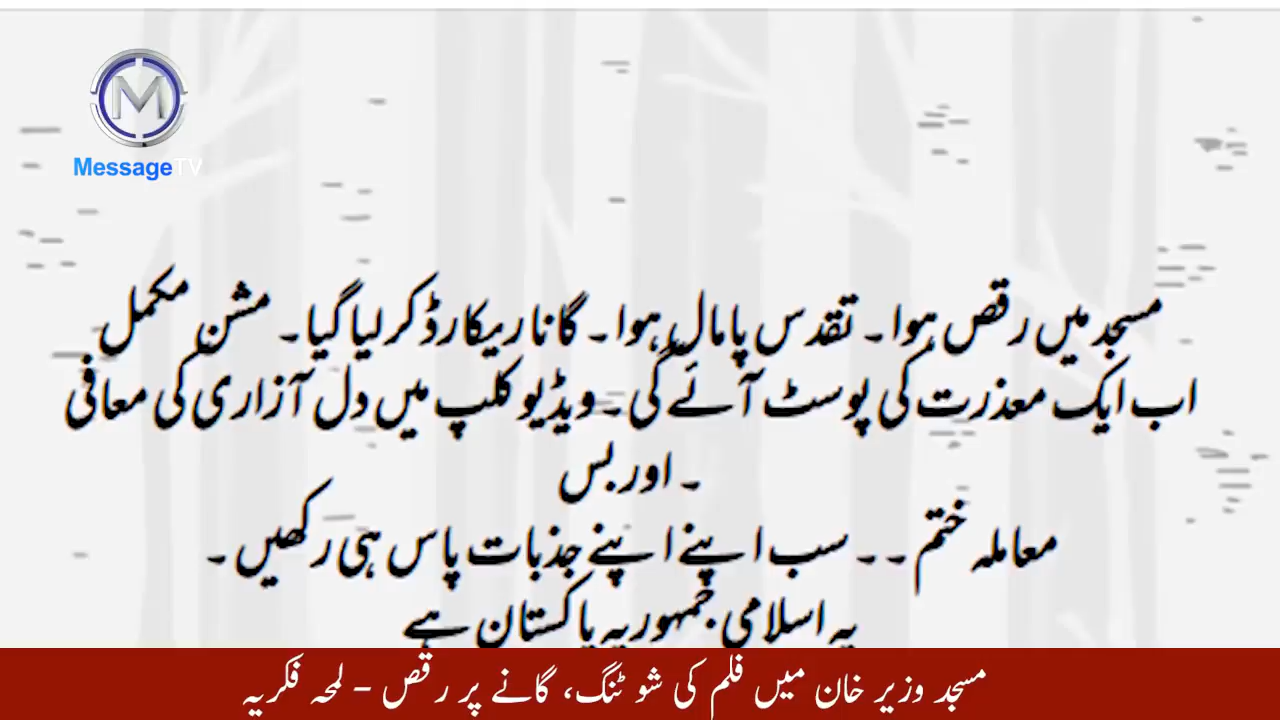 MessageTV
مسجد میں رقص ہوا ۔ تقدس پامال ہوا ۔ گانا ریکارڈ کر لیا گیا ۔ مشن مکمل
اب ایک معذرت کی پوسٹ آئے گی ۔ ویڈیو کلپ میں دل آزاری کی معافی
۔ اور بس
معاملہ ختم ۔ ۔ سب اپنے اپنے جذبات پاس ہی رکھیں ۔
یہ اسلامی جمہوریہ پاکستان ہے
مسجد وزیر خان میں فلم کی شوٹنگ، گانے پر رقص – لمحہ فکریہ